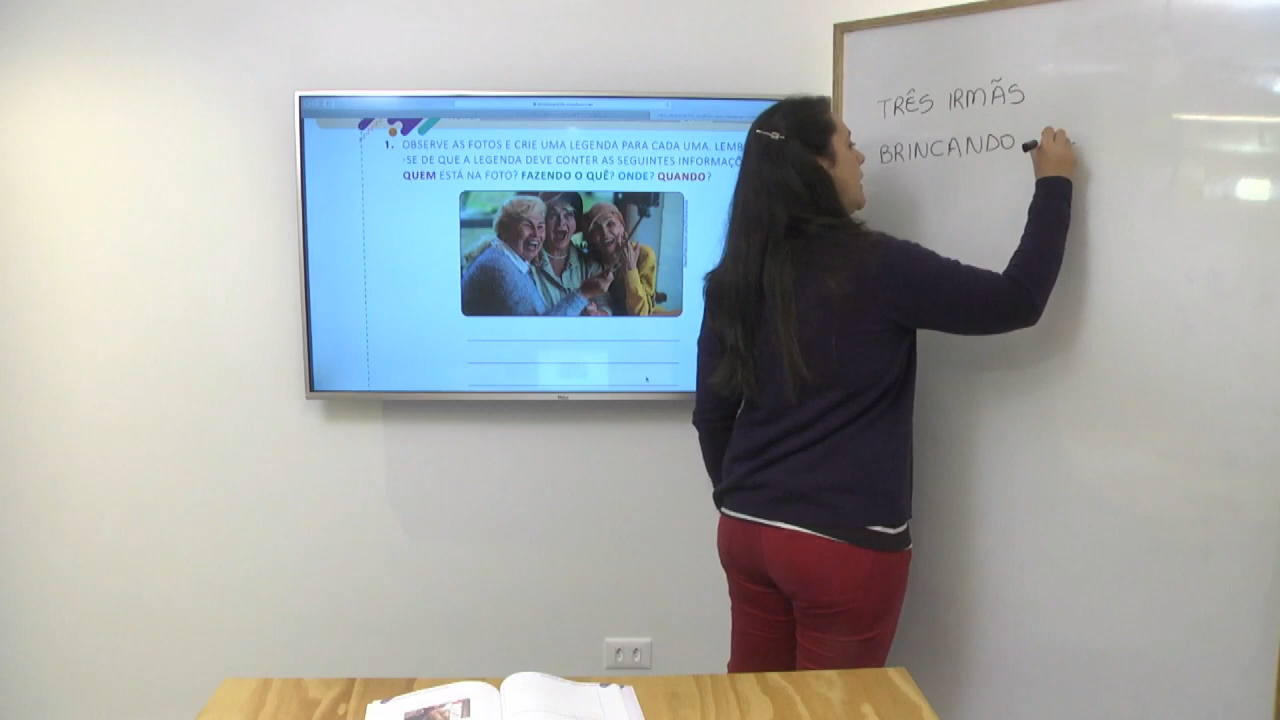 1. OBSERVE AS FOTOS E CRIE UMA LEGENDA PARA CADA UMA. LEMB
-SE DE QUE A LEGENDA DEVE CONTER AS SEGUINTES INFORMAÇÕ
QUEM ESTÁ NA FOTO? FAZENDO O QUÊ? ONDE? QUANDO?
TRÊS IRMÃS
BRINCANDO